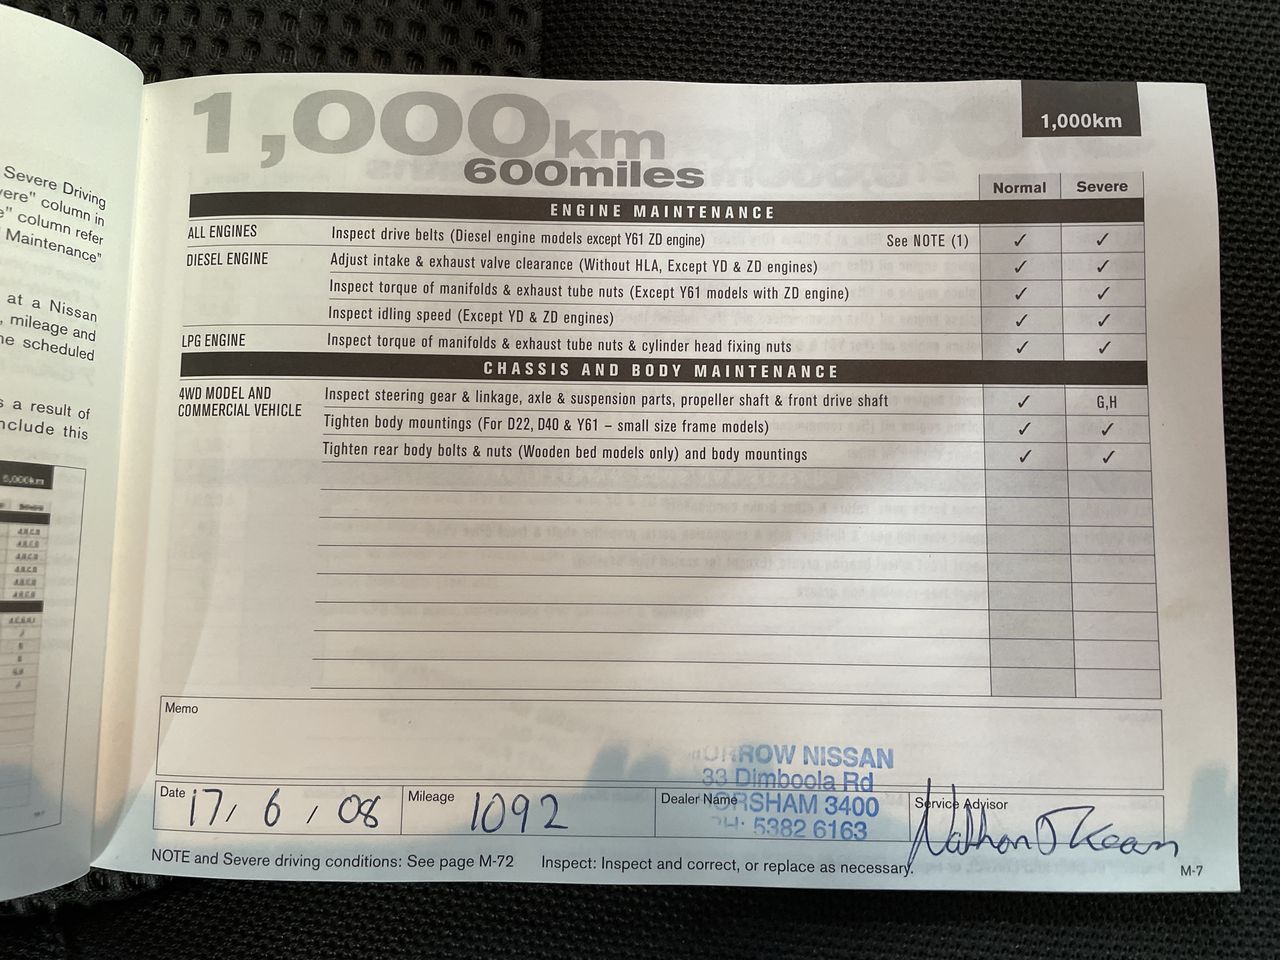 Severe Driving
" column in
" column refer
Maintenance"
at a Nissan
, mileage and
scheduled
s a result of
nclude this
1,000km
600miles
1,000km
Normal Severe
ENGINE MAINTENANCE
ALL ENGINES Inspect drive belts (Diesel engine models except Y61 ZD engine) See NOTE (1) ✓ ✓
DIESEL ENGINE Adjust intake & exhaust valve clearance (Without HLA, Except YD & ZD engines) ✓ ✓
Inspect torque of manifolds & exhaust tube nuts (Except Y61 models with ZD engine) ✓ ✓
Inspect idling speed (Except YD & ZD engines) ✓ ✓
LPG ENGINE Inspect torque of manifolds & exhaust tube nuts & cylinder head fixing nuts ✓ ✓
CHASSIS AND BODY MAINTENANCE
4WD MODEL AND
COMMERCIAL VEHICLE
Inspect steering gear & linkage, axle & suspension parts, propeller shaft & front drive shaft ✓ G,H
Tighten body mountings (For D22, D40 & Y61 – small size frame models) ✓ ✓
Tighten rear body bolts & nuts (Wooden bed models only) and body mountings ✓ ✓
Memo
ROW NISSAN
33 Dimboola Rd
RSHAM 3400
5382 6163
Date 17/6/08
Mileage 1092
Dealer Name
Service Advisor
Nathan
NOTE and Severe driving conditions: See page M-72 Inspect: Inspect and correct, or replace as necessary.
M-7